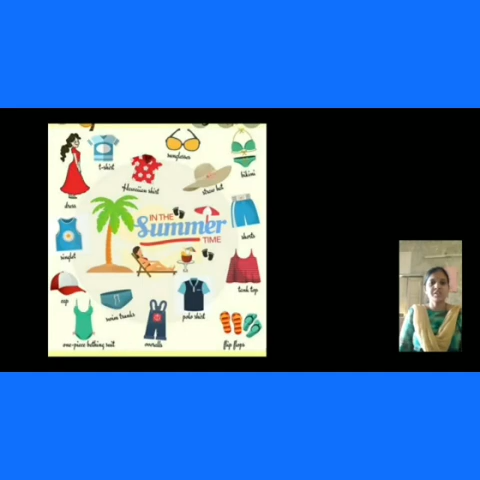 sunglasses
t-shirt
Hawaiian shirt
straw hat
bikini
dress
IN THE
Summer
TIME
shorts
singlet
tank top
cap
swim trunks
polo shirt
one-piece bathing suit
overalls
flip flops